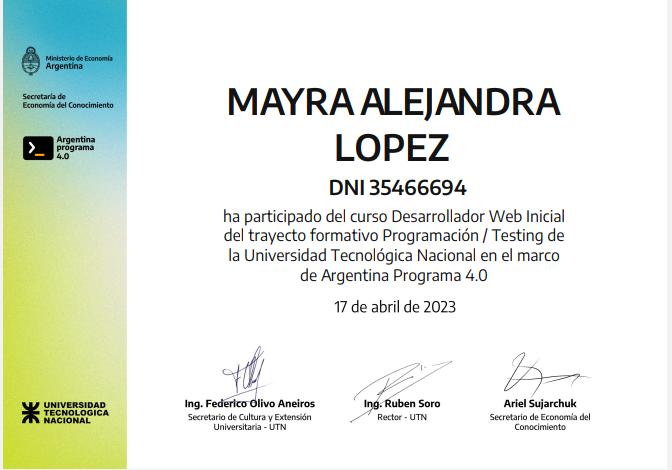 Ministerio de Economía
Argentina
Secretaría de
Economía del Conocimiento
Argentina
programa
4.0
UNIVERSIDAD
TECNOLÓGICA
NACIONAL
MAYRA ALEJANDRA
LOPEZ
DNI 35466694
ha participado del curso Desarrollador Web Inicial
del trayecto formativo Programación / Testing de
la Universidad Tecnológica Nacional en el marco
de Argentina Programa 4.0
17 de abril de 2023
Ing. Federico Olivo Aneiros
Secretario de Cultura y Extensión
Universitaria - UTN
Ing. Ruben Soro
Rector - UTN
Ariel Sujarchuk
Secretario de Economía del
Conocimiento